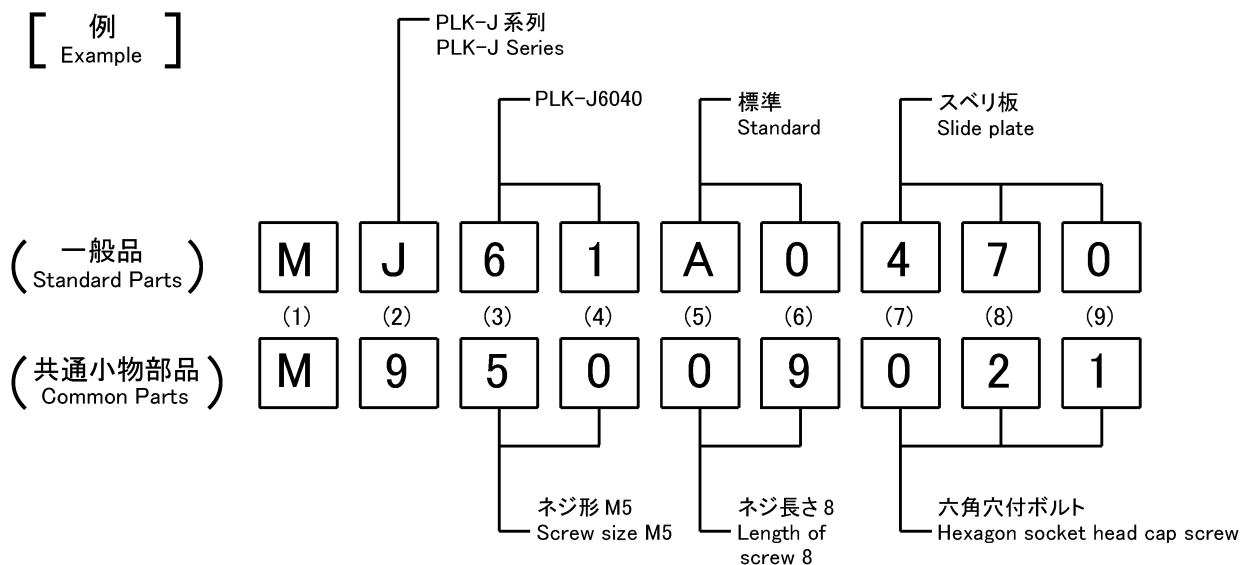 [例]
[Example]
PLK-J 系列
PLK-J Series
PLK-J6040
標準
Standard
スベリ板
Slide plate
(一般品)
(Standard Parts)
M J 6 1 A 0 4 7 0
(1) (2) (3) (4) (5) (6) (7) (8) (9)
(共通小物部品)
(Common Parts)
M 9 5 0 0 9 0 2 1
ネジ形 M5
Screw size M5
ネジ長さ 8
Length of
screw 8
六角穴付ボルト
Hexagon socket head cap screw